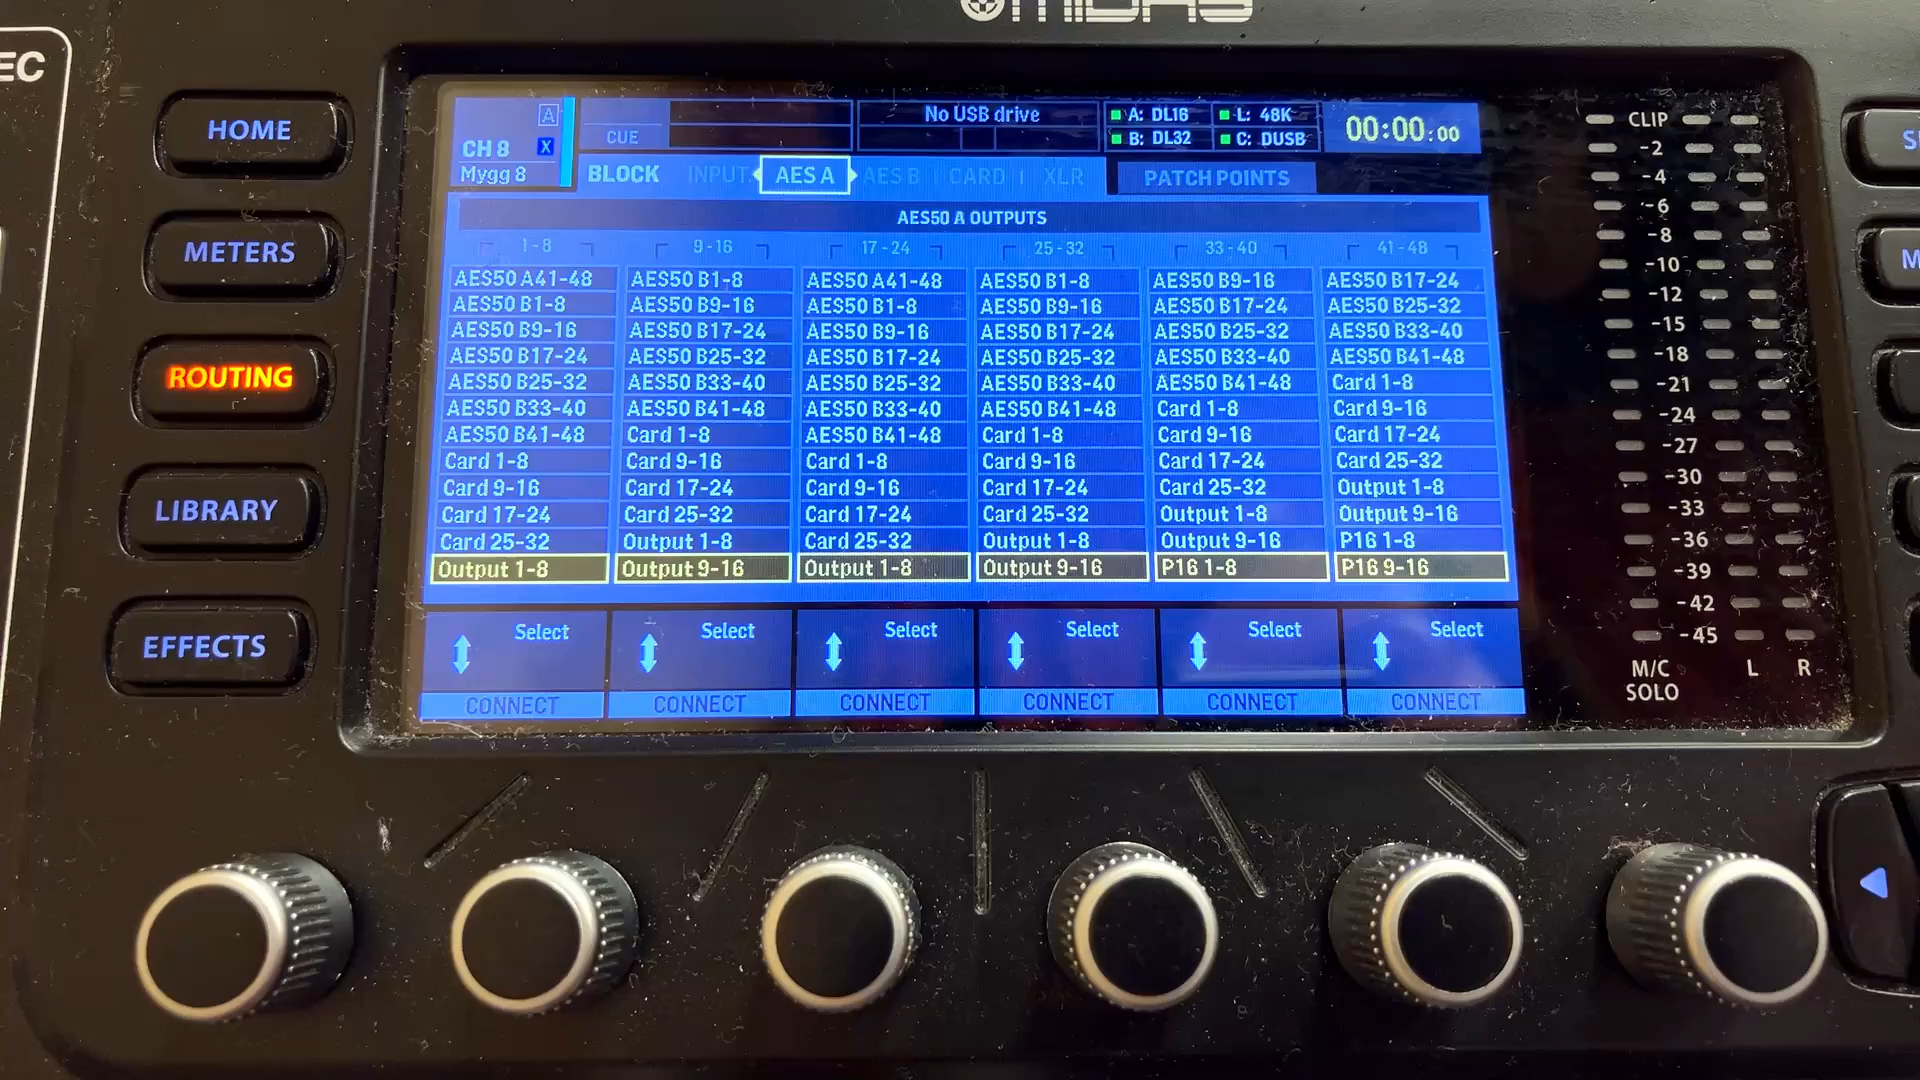 MIDAS
EC
HOME
METERS
ROUTING
LIBRARY
EFFECTS
A
CH 8 X
Mygg 8
CUE
No USB drive
A: DL16 L: 48K
B: DL32 C: DUSB
00:00:00
BLOCK INPUT AES A AES B CARD XLR PATCH POINTS
AES50 A OUTPUTS
1-8 9-16 17-24 25-32 33-40 41-48
AES50 A41-48 AES50 B1-8 AES50 A41-48 AES50 B1-8 AES50 B9-16 AES50 B17-24
AES50 B1-8 AES50 B9-16 AES50 B1-8 AES50 B9-16 AES50 B17-24 AES50 B25-32
AES50 B9-16 AES50 B17-24 AES50 B9-16 AES50 B17-24 AES50 B25-32 AES50 B33-40
AES50 B17-24 AES50 B25-32 AES50 B17-24 AES50 B25-32 AES50 B33-40 AES50 B41-48
AES50 B25-32 AES50 B33-40 AES50 B25-32 AES50 B33-40 AES50 B41-48 Card 1-8
AES50 B33-40 AES50 B41-48 AES50 B33-40 AES50 B41-48 Card 1-8 Card 9-16
AES50 B41-48 Card 1-8 AES50 B41-48 Card 1-8 Card 9-16 Card 17-24
Card 1-8 Card 9-16 Card 1-8 Card 9-16 Card 17-24 Card 25-32
Card 9-16 Card 17-24 Card 9-16 Card 17-24 Card 25-32 Output 1-8
Card 17-24 Card 25-32 Card 17-24 Card 25-32 Output 1-8 Output 9-16
Card 25-32 Output 1-8 Card 25-32 Output 1-8 Output 9-16 P16 1-8
Output 1-8 Output 9-16 Output 1-8 Output 9-16 P16 1-8 P16 9-16
Select Select Select Select Select Select
CONNECT CONNECT CONNECT CONNECT CONNECT CONNECT
CLIP
-2
-4
-6
-8
-10
-12
-15
-18
-21
-24
-27
-30
-33
-36
-39
-42
-45
M/C L R
SOLO